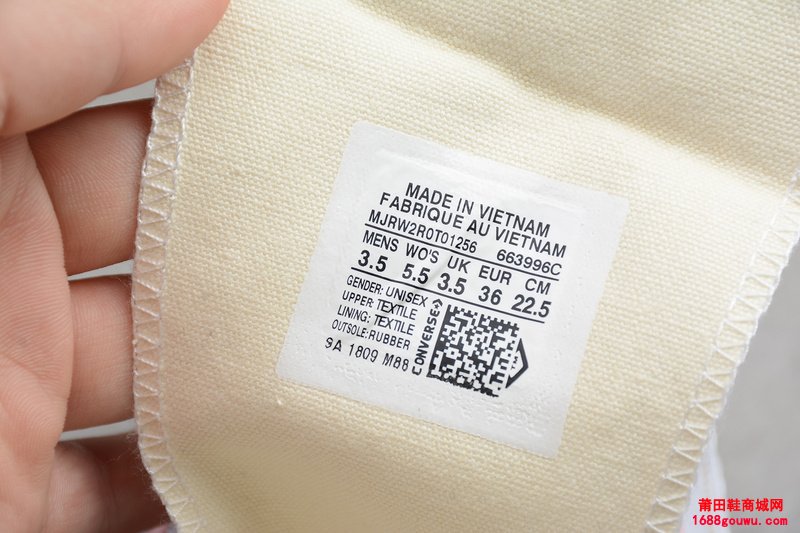 MADE IN VIETNAM
FABRIQUE AU VIETNAM
MJRW2R0T01256 663996C
MENS WO'S UK EUR CM
3.5 5.5 3.5 36 22.5
GENDER: UNISEX
UPPER: TEXTILE
LINING: TEXTILE
OUTSOLE:RUBBER
9A 1809 M88
CONVERSE
莆田鞋商城网
1688gouwu.com